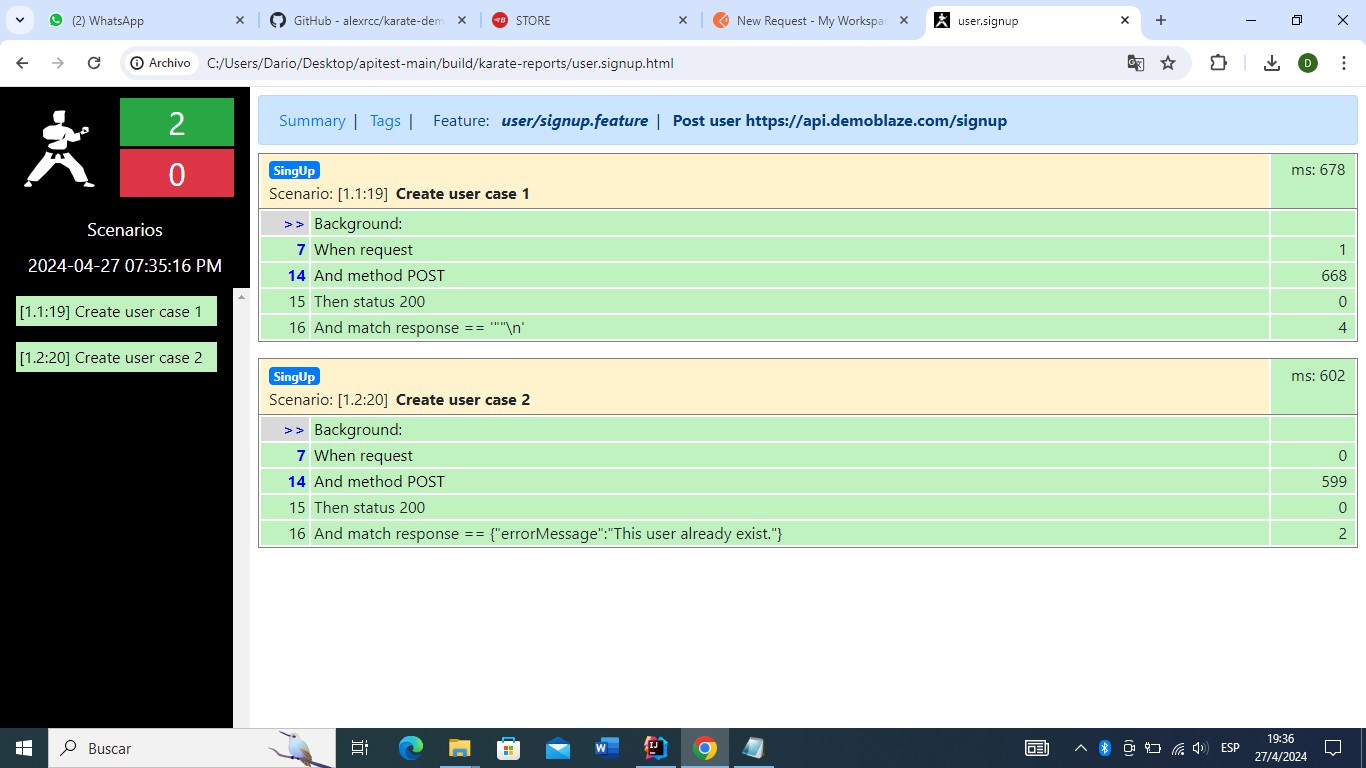 (2) WhatsApp
GitHub - alexrcc/karate-dem
STORE
New Request - My Workspa
user.signup
Archivo
C:/Users/Dario/Desktop/apitest-main/build/karate-reports/user.signup.html
D
2
0
Scenarios
2024-04-27 07:35:16 PM
[1.1:19] Create user case 1
[1.2:20] Create user case 2
Summary | Tags | Feature: user/signup.feature | Post user https://api.demoblaze.com/signup
SingUp
Scenario: [1.1:19] Create user case 1
ms: 678
>> Background:
7 When request 1
14 And method POST 668
15 Then status 200 0
16 And match response == '""\n' 4
SingUp
Scenario: [1.2:20] Create user case 2
ms: 602
>> Background:
7 When request 0
14 And method POST 599
15 Then status 200 0
16 And match response == {"errorMessage":"This user already exist."} 2
Buscar
ESP
19:36
27/4/2024